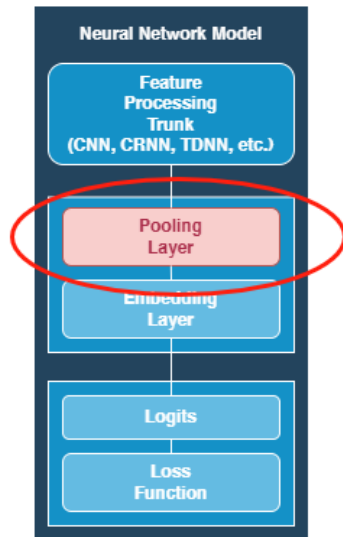 Neural Network Model
Feature
Processing
Trunk
(CNN, CRNN, TDNN, etc.)
Pooling
Layer
Embedding
Layer
Logits
Loss
Function